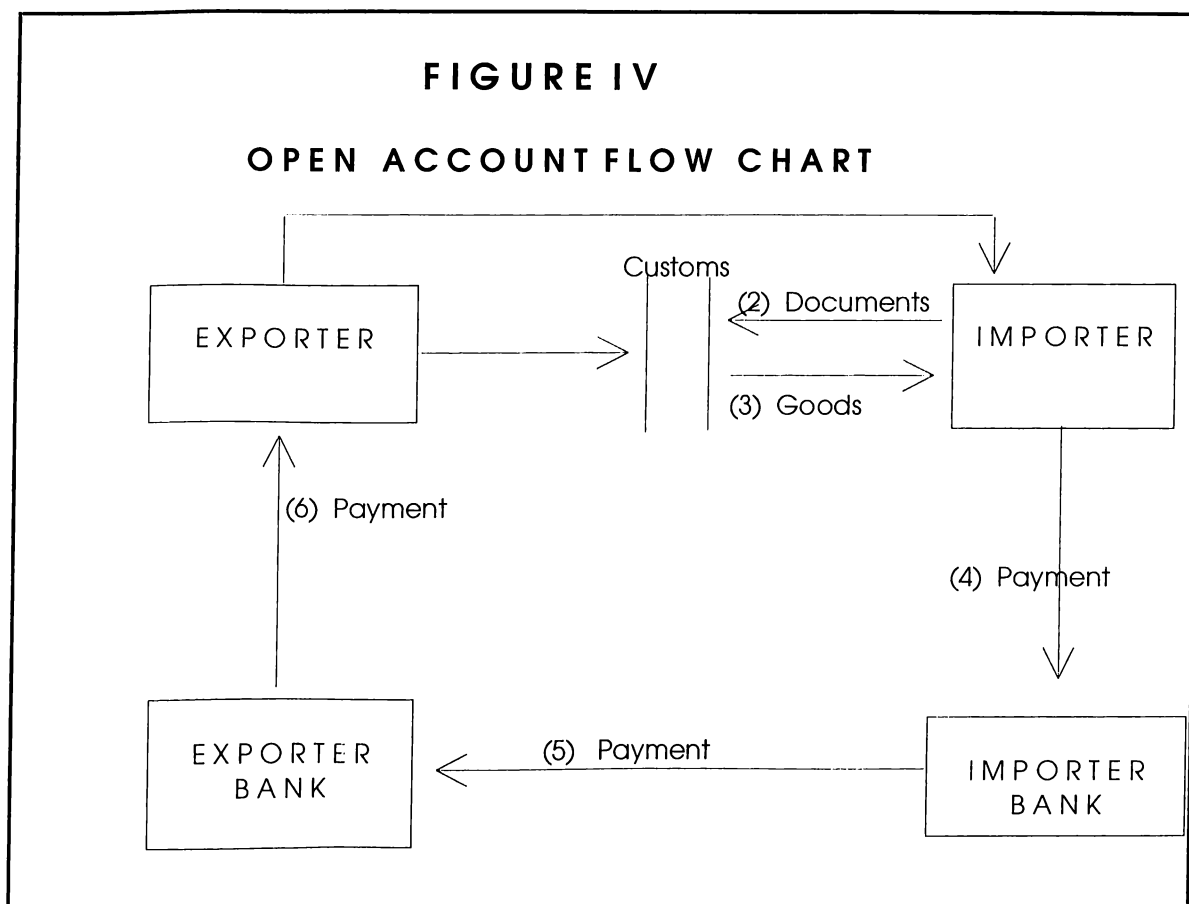 FIGURE IV
OPEN ACCOUNT FLOW CHART
Customs
(2) Documents
EXPORTER
IMPORTER
(3) Goods
(6) Payment
(4) Payment
EXPORTER
BANK
(5) Payment
IMPORTER
BANK